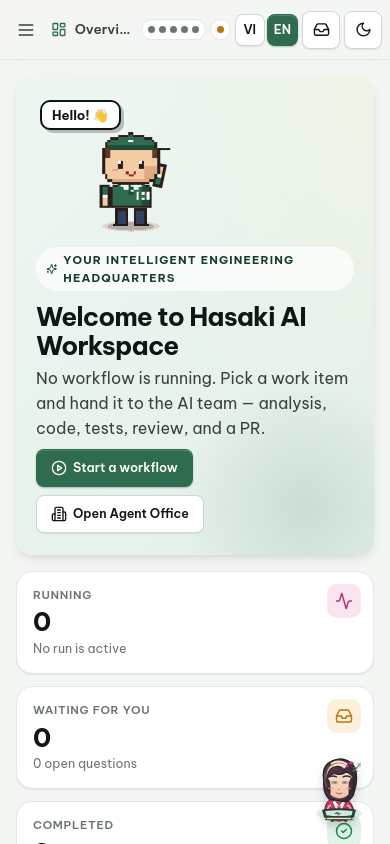 Overvi...
VI
EN
Hello! 👋
YOUR INTELLIGENT ENGINEERING
HEADQUARTERS
Welcome to Hasaki AI
Workspace
No workflow is running. Pick a work item
and hand it to the AI team — analysis,
code, tests, review, and a PR.
Start a workflow
Open Agent Office
RUNNING
0
No run is active
WAITING FOR YOU
0
0 open questions
COMPLETED